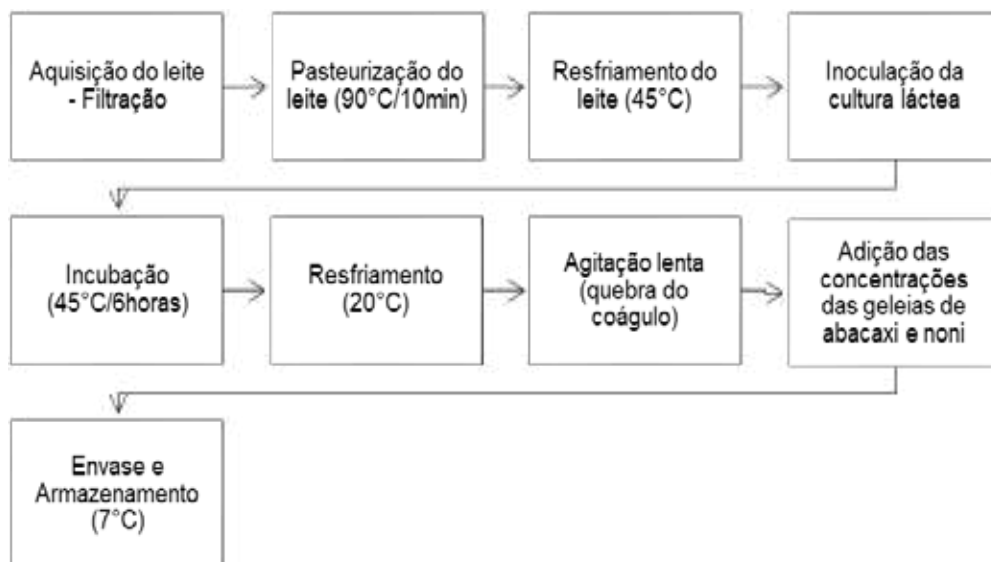 Aquisição do leite
- Filtração
Pasteurização do
leite (90°C/10min)
Resfriamento do
leite (45°C)
Inoculação da
cultura láctea
Incubação
(45°C/6horas)
Resfriamento
(20°C)
Agitação lenta
(quebra do
coágulo)
Adição das
concentrações
das geleias de
abacaxi e noni
Envase e
Armazenamento
(7°C)